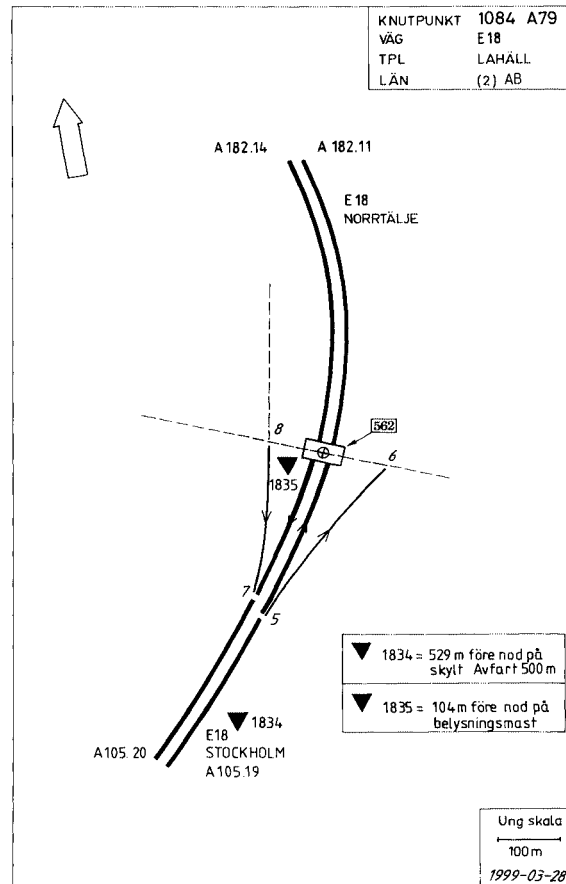 KNUTPUNKT 1084 A79
VÄG E18
TPL LAHÄLL
LÄN (2) AB
A 182.14 A 182.11
E 18
NORRTÄLJE
8
562
6
1835
7
5
1834 = 529 m före nod på
skylt Avfart 500 m
1835 = 104 m före nod på
belysningsmast
1834
E18
STOCKHOLM
A 105.20
A 105.19
Ung skala
100 m
1999-03-28